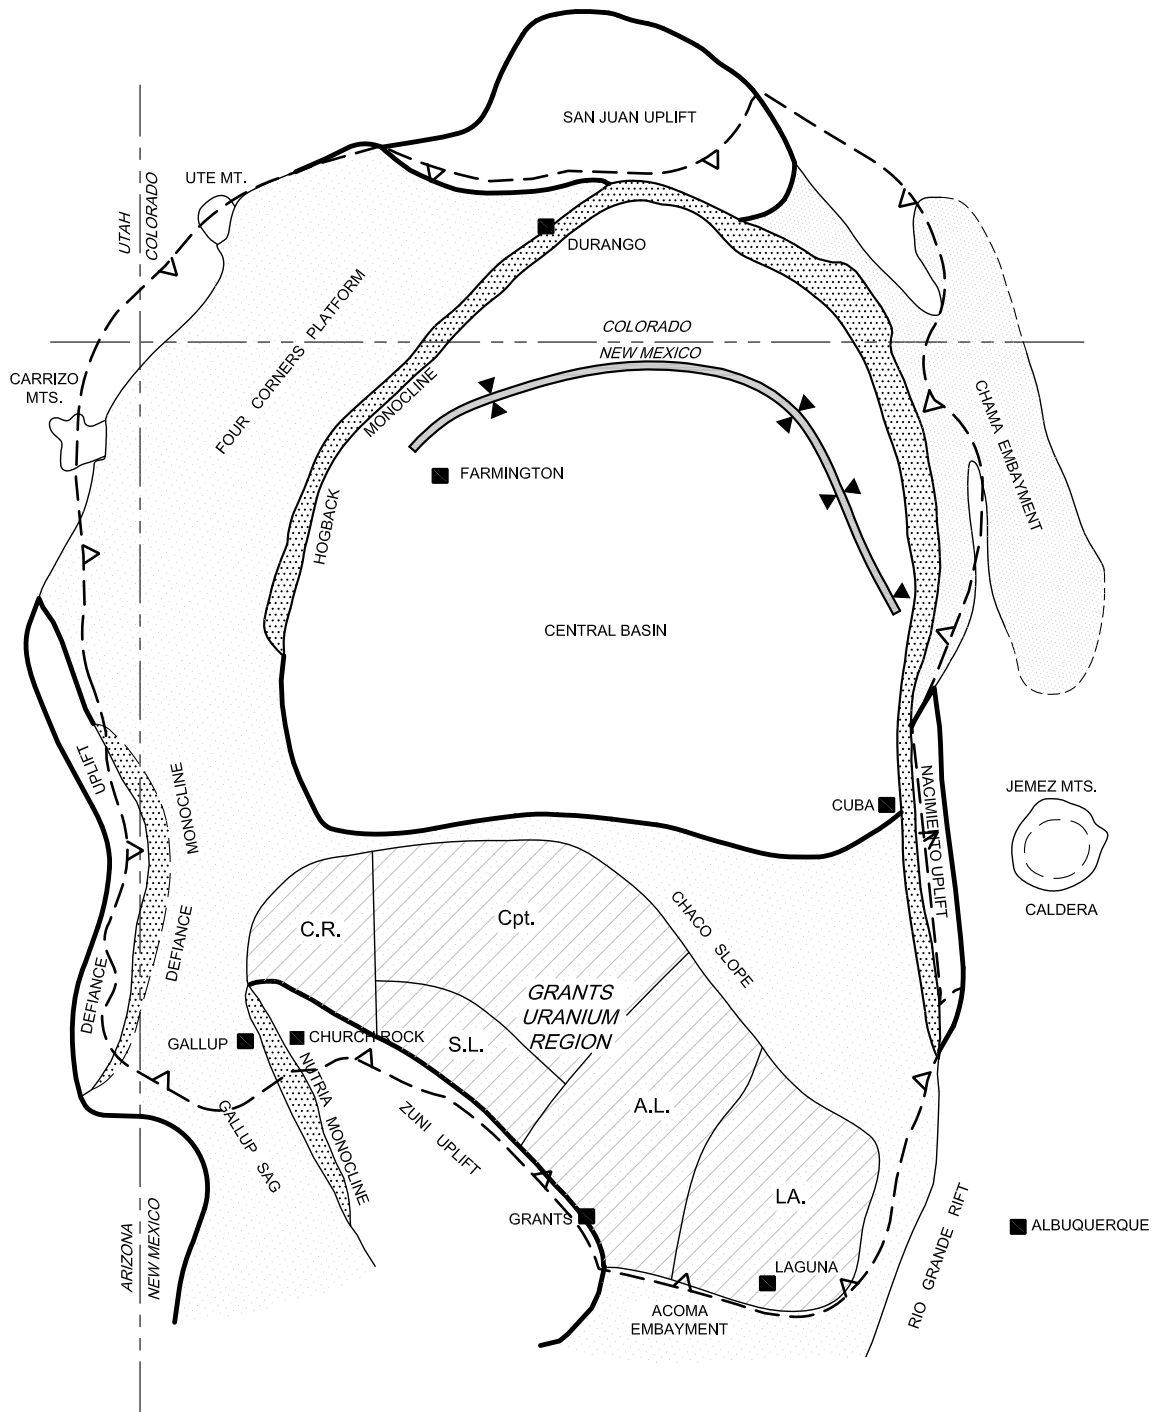 SAN JUAN UPLIFT
UTE MT.
UTAH
COLORADO
DURANGO
FOUR CORNERS PLATFORM
COLORADO
NEW MEXICO
CARRIZO
MTS.
MONOCLINE
HOGBACK
CHAMA EMBAYMENT
FARMINGTON
CENTRAL BASIN
UPLIFT
DEFIANCE
MONOCLINE
DEFIANCE
CUBA
NACIMIENTO UPLIFT
JEMEZ MTS.
CALDERA
CHACO SLOPE
C.R.
Cpt.
GRANTS
URANIUM
REGION
S.L.
A.L.
LA.
GALLUP
CHURCH ROCK
NUTRIA MONOCLINE
GALLUP SAG
ZUNI UPLIFT
GRANTS
LAGUNA
ACOMA
EMBAYMENT
RIO GRANDE RIFT
ALBUQUERQUE
ARIZONA
NEW MEXICO